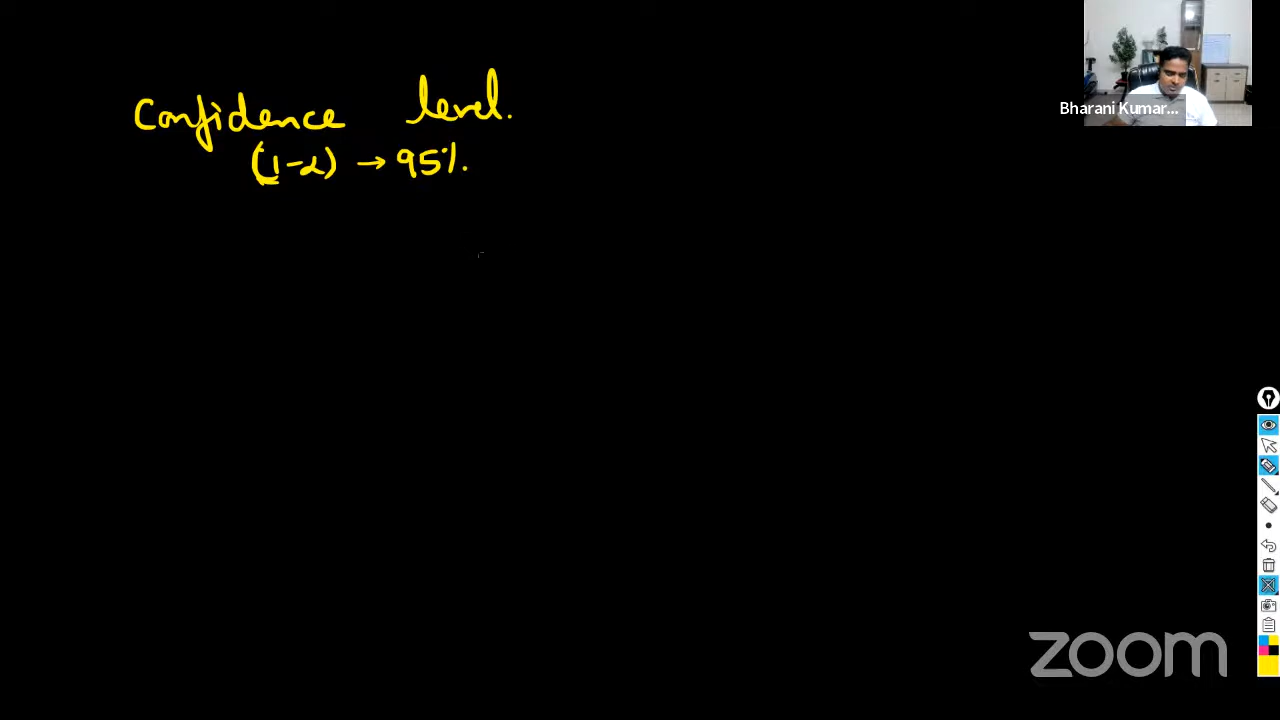 Confidence level.
(1-α) → 95%.
Bharani Kumar...
zoom